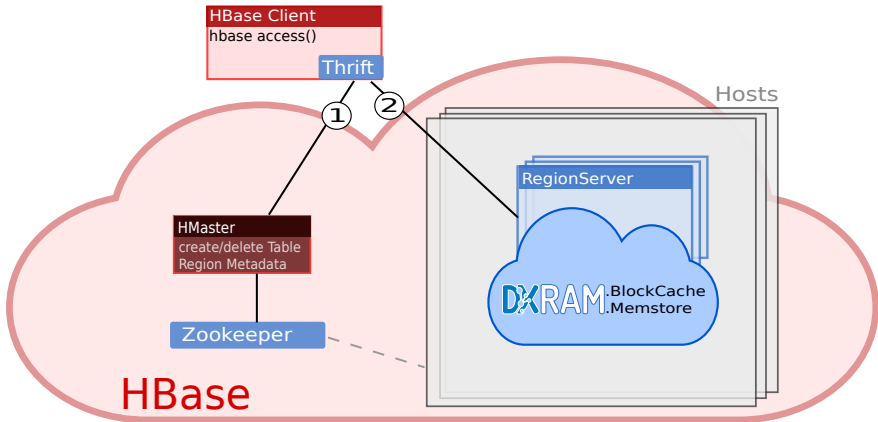 HBase Client
hbase access()
Thrift
1
2
Hosts
RegionServer
HMaster
create/delete Table
Region Metadata
DXRAM
.BlockCache
.Memstore
Zookeeper
HBase